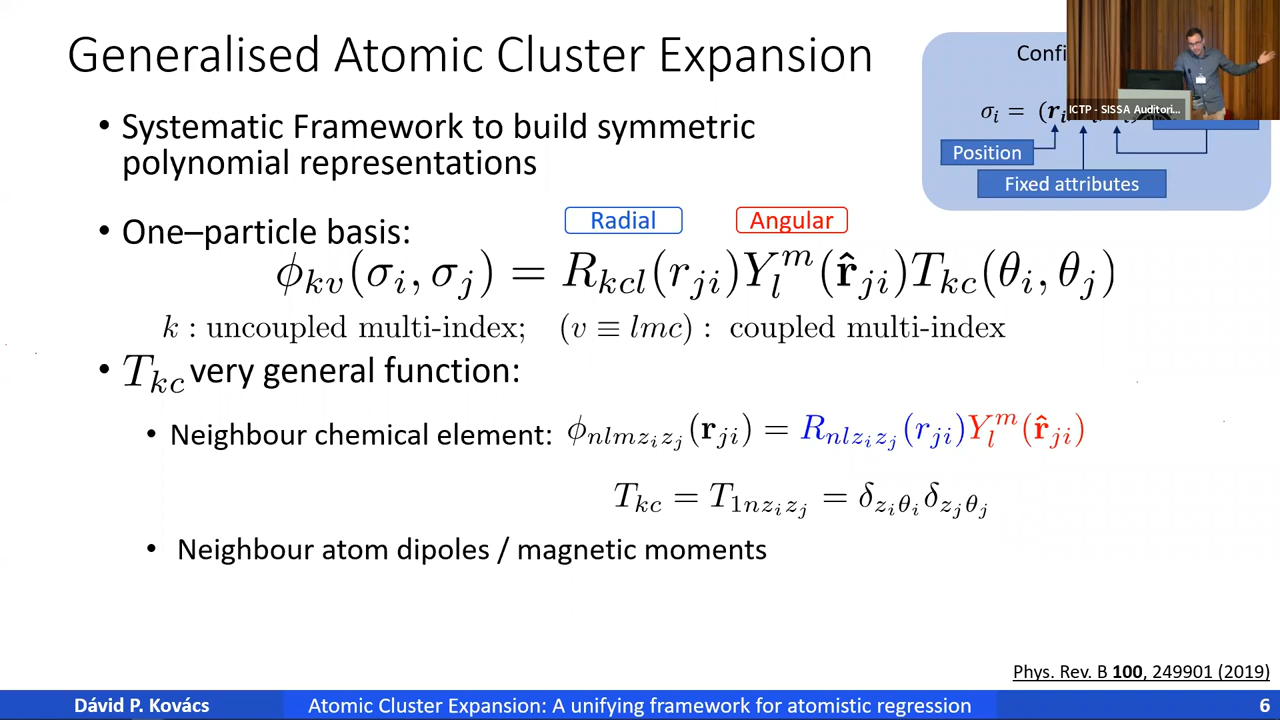 Generalised Atomic Cluster Expansion
Confi
σᵢ = (𝒓ᵢ
ICTP - SISSA Auditori...
Position
Fixed attributes
• Systematic Framework to build symmetric
polynomial representations
Radial
Angular
• One–particle basis:
ϕ_{kv}(σ_i, σ_j) = R_{kcl}(r_{ji})Y_l^m(r̂_{ji})T_{kc}(θ_i, θ_j)
k : uncoupled multi-index; (v ≡ lmc) : coupled multi-index
• T_{kc} very general function:
• Neighbour chemical element: ϕ_{nlmz_iz_j}(r_{ji}) = R_{nlz_iz_j}(r_{ji})Y_l^m(r̂_{ji})
T_{kc} = T_{1nz_iz_j} = δ_{z_iθ_i}δ_{z_jθ_j}
• Neighbour atom dipoles / magnetic moments
Phys. Rev. B 100, 249901 (2019)
Dávid P. Kovács
Atomic Cluster Expansion: A unifying framework for atomistic regression
6